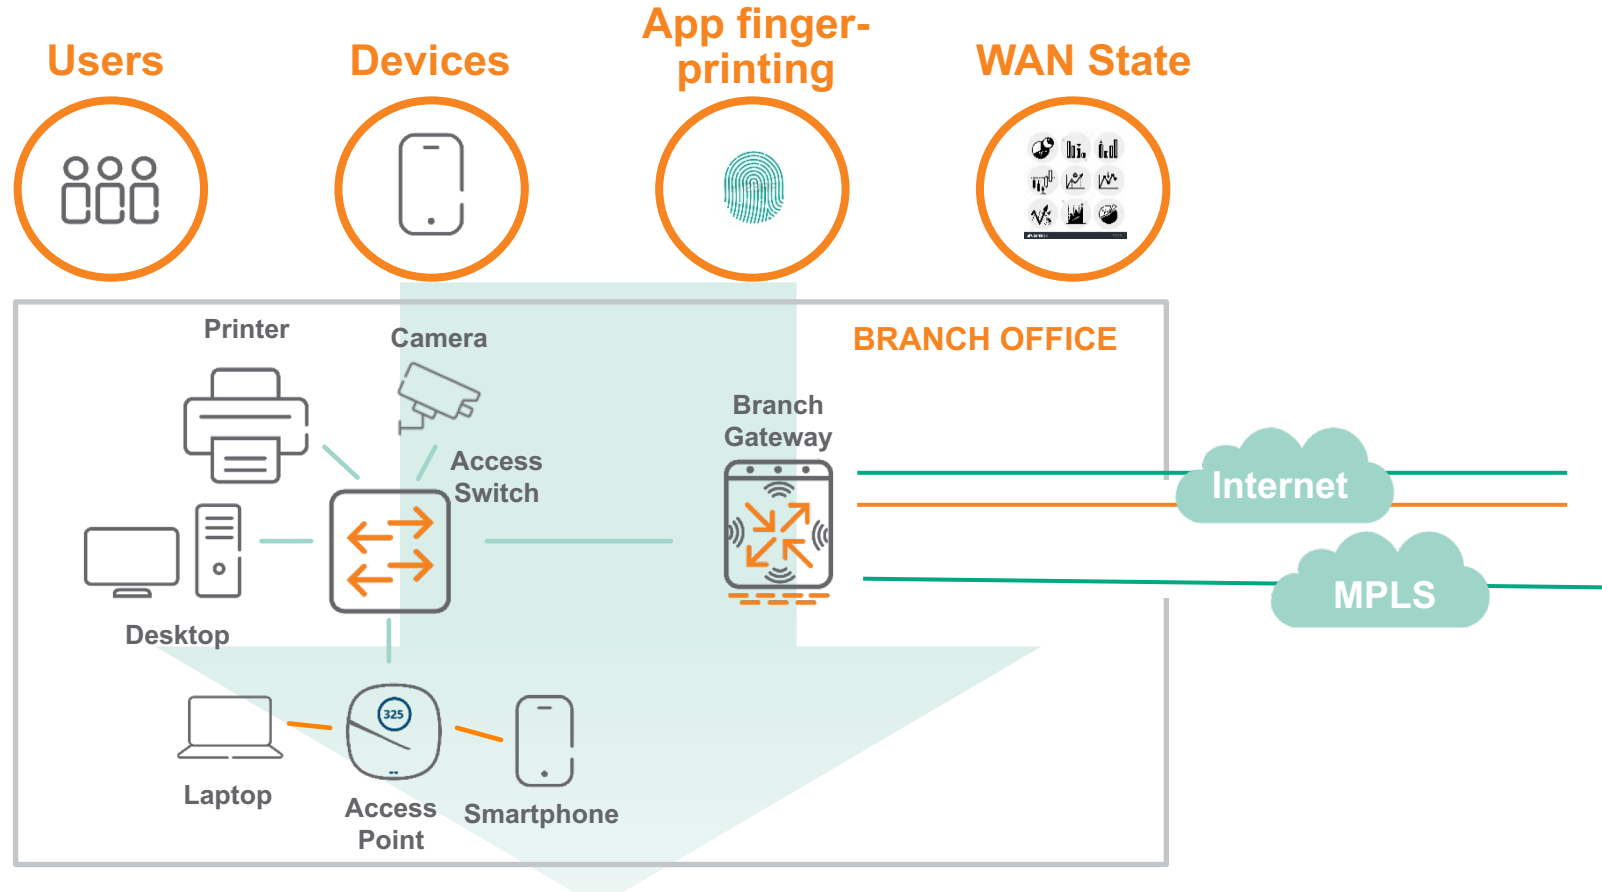 Users
Devices
App finger-
printing
WAN State
BRANCH OFFICE
Printer
Camera
Branch
Gateway
Access
Switch
Internet
MPLS
Desktop
325
Laptop
Access
Point
Smartphone